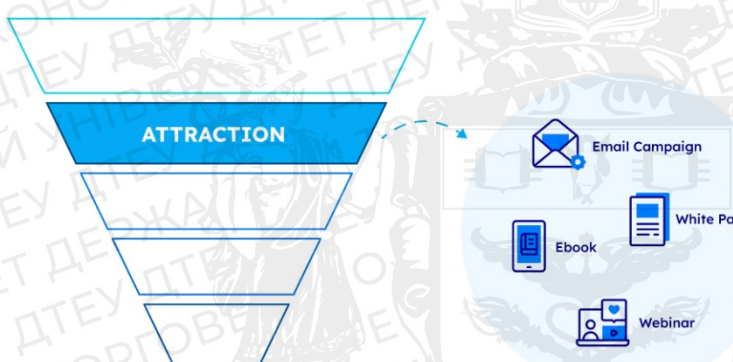 ATTRACTION
Email Campaign
White Pa
Ebook
Webinar